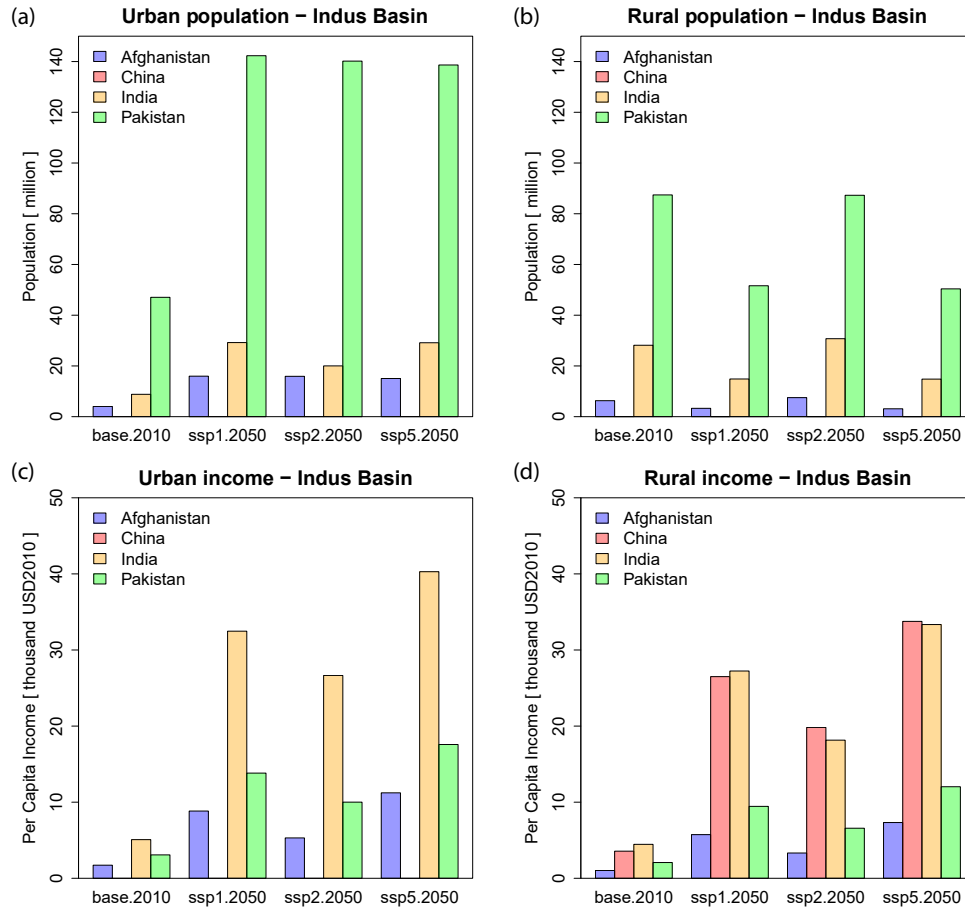 (a)
Urban population − Indus Basin
Afghanistan
China
India
Pakistan
Population [ million ]
0
20
40
60
80
100
120
140
base.2010 ssp1.2050 ssp2.2050 ssp5.2050
(b)
Rural population − Indus Basin
Afghanistan
China
India
Pakistan
Population [ million ]
0
20
40
60
80
100
120
140
base.2010 ssp1.2050 ssp2.2050 ssp5.2050
(c)
Urban income − Indus Basin
Afghanistan
China
India
Pakistan
Per Capita Income [ thousand USD2010 ]
0
10
20
30
40
50
base.2010 ssp1.2050 ssp2.2050 ssp5.2050
(d)
Rural income − Indus Basin
Afghanistan
China
India
Pakistan
Per Capita Income [ thousand USD2010 ]
0
10
20
30
40
50
base.2010 ssp1.2050 ssp2.2050 ssp5.2050